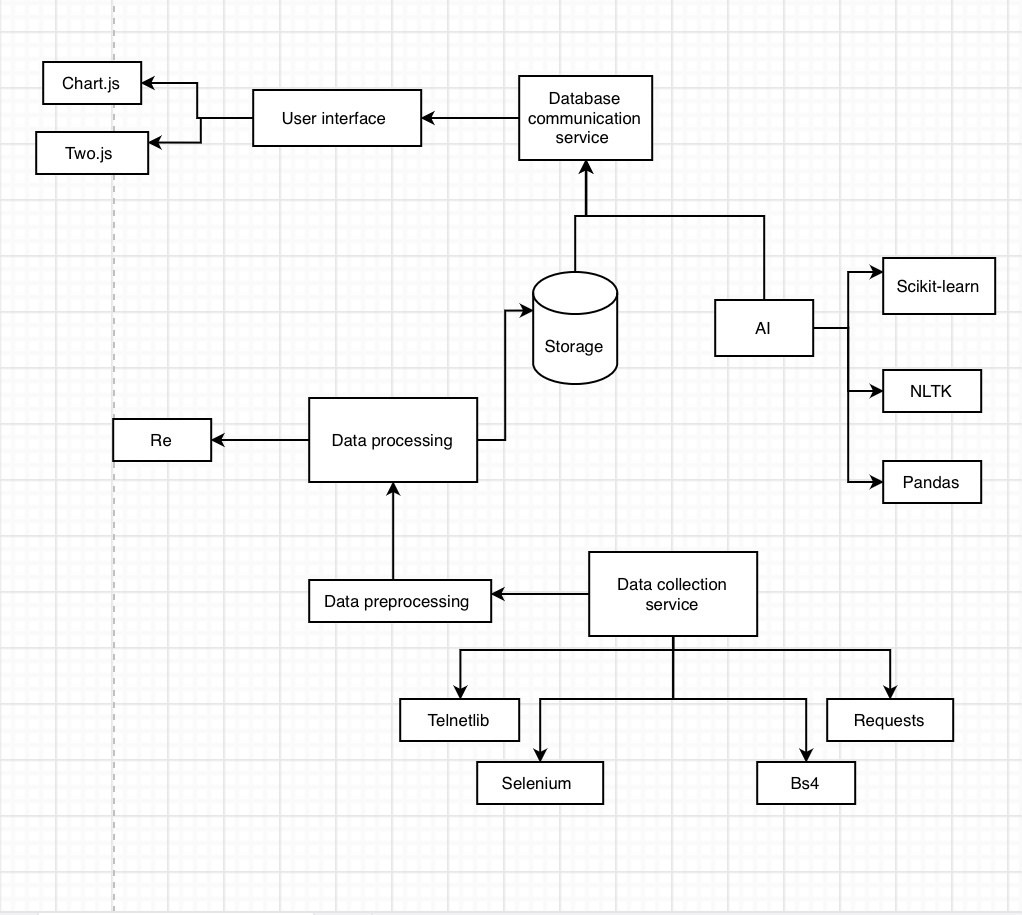 Chart.js
Two.js
User interface
Database
communication
service
Storage
AI
Scikit-learn
NLTK
Pandas
Re
Data processing
Data preprocessing
Data collection
service
Telnetlib
Requests
Selenium
Bs4